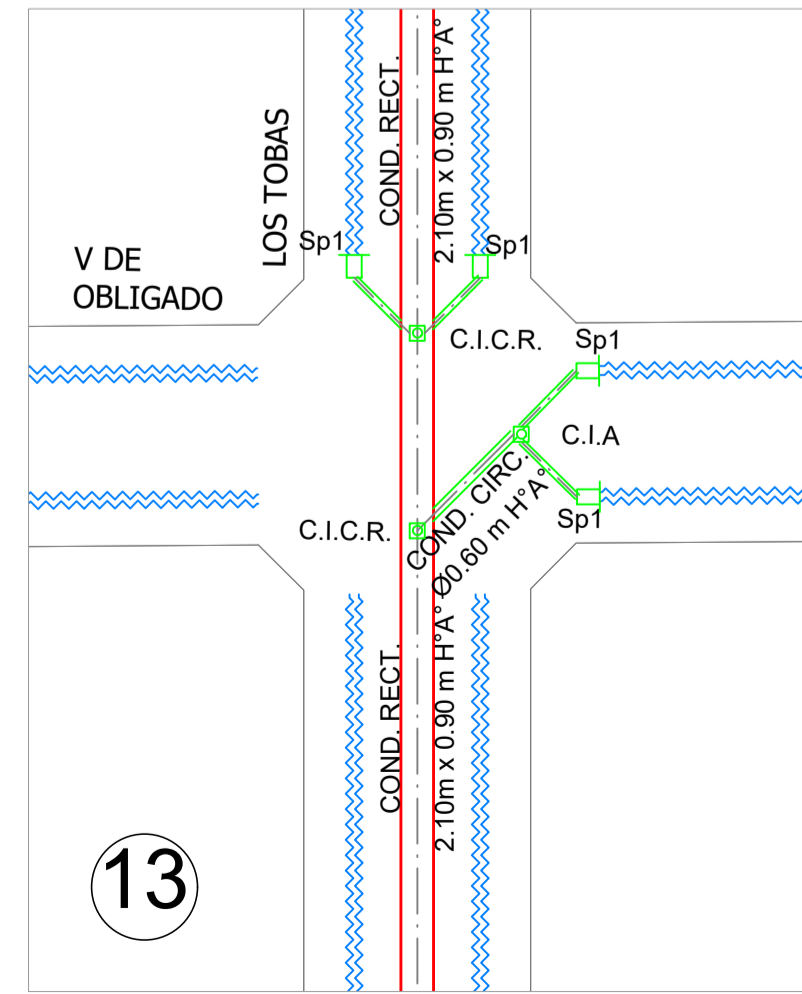 COND. RECT.
2.10m x 0.90 m H°A°
LOS TOBAS
V DE
OBLIGADO
Sp1
Sp1
C.I.C.R.
Sp1
C.I.A
Sp1
C.I.C.R.
COND. CIRC.
Ø0.60 m H°A°
COND. RECT.
2.10m x 0.90 m H°A°
13